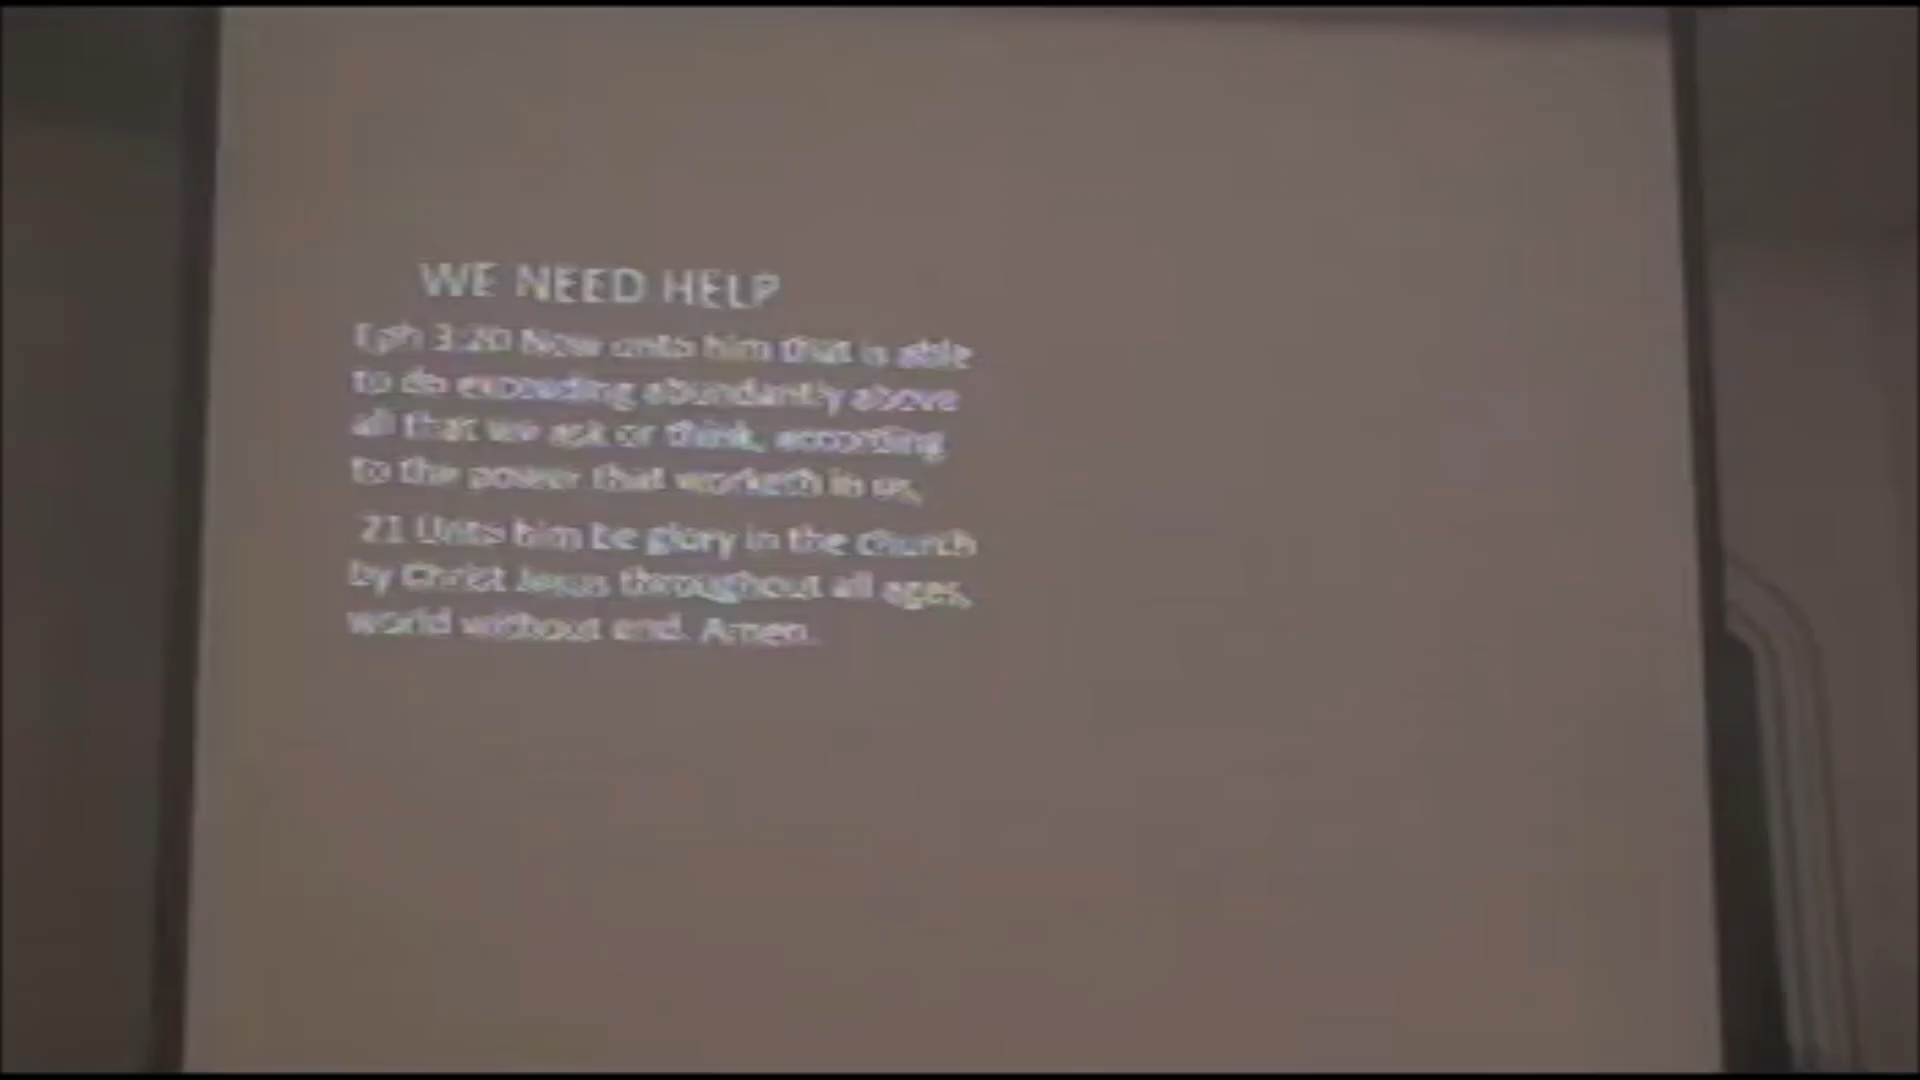 WE NEED HELP
Eph 3:20 Now unto him that is able
to do exceeding abundantly above
all that we ask or think, according
to the power that worketh in us,
21 Unto him be glory in the church
by Christ Jesus throughout all ages,
world without end. Amen.